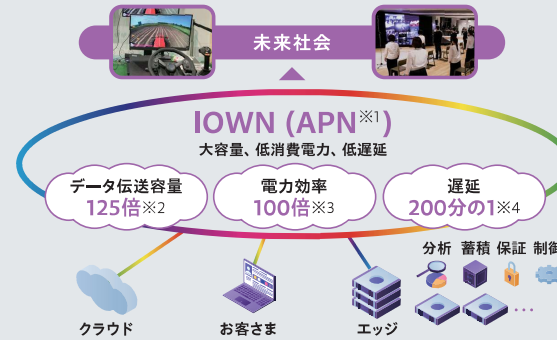 未来社会
IOWN (APN※1)
大容量、低消費電力、低遅延
データ伝送容量
125倍※2
電力効率
100倍※3
遅延
200分の1※4
分析 蓄積 保証 制御
クラウド
お客さま
エッジ
…